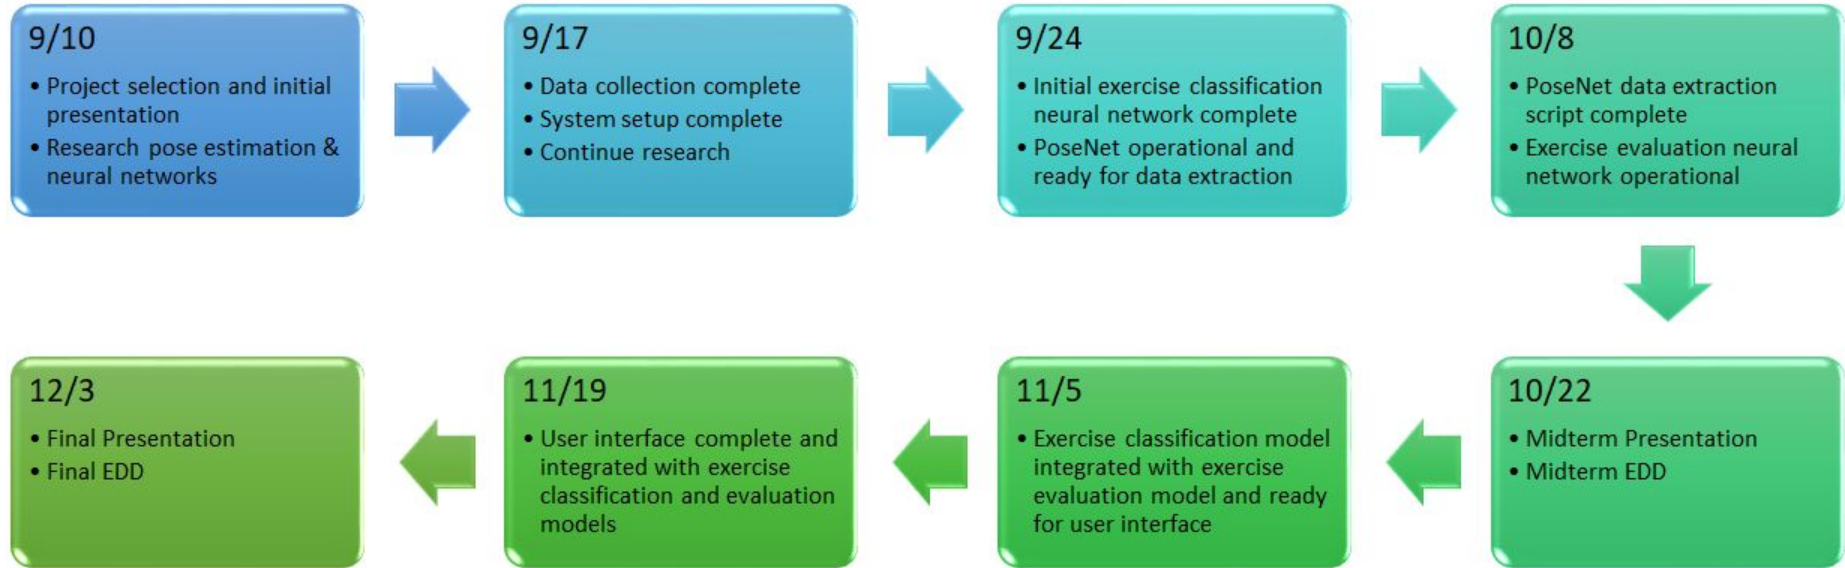 9/10
• Project selection and initial
presentation
• Research pose estimation &
neural networks
9/17
• Data collection complete
• System setup complete
• Continue research
9/24
• Initial exercise classification
neural network complete
• PoseNet operational and
ready for data extraction
10/8
• PoseNet data extraction
script complete
• Exercise evaluation neural
network operational
10/22
• Midterm Presentation
• Midterm EDD
11/5
• Exercise classification model
integrated with exercise
evaluation model and ready
for user interface
11/19
• User interface complete and
integrated with exercise
classification and evaluation
models
12/3
• Final Presentation
• Final EDD